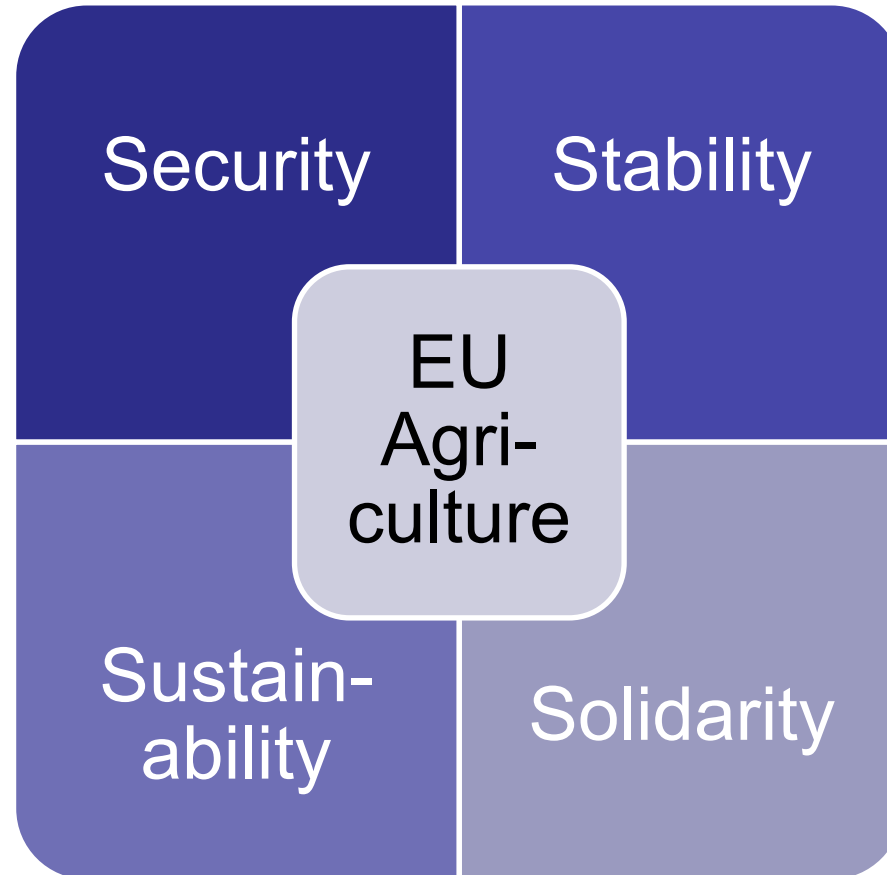 Security
Stability
EU
Agri-
culture
Sustain-
ability
Solidarity